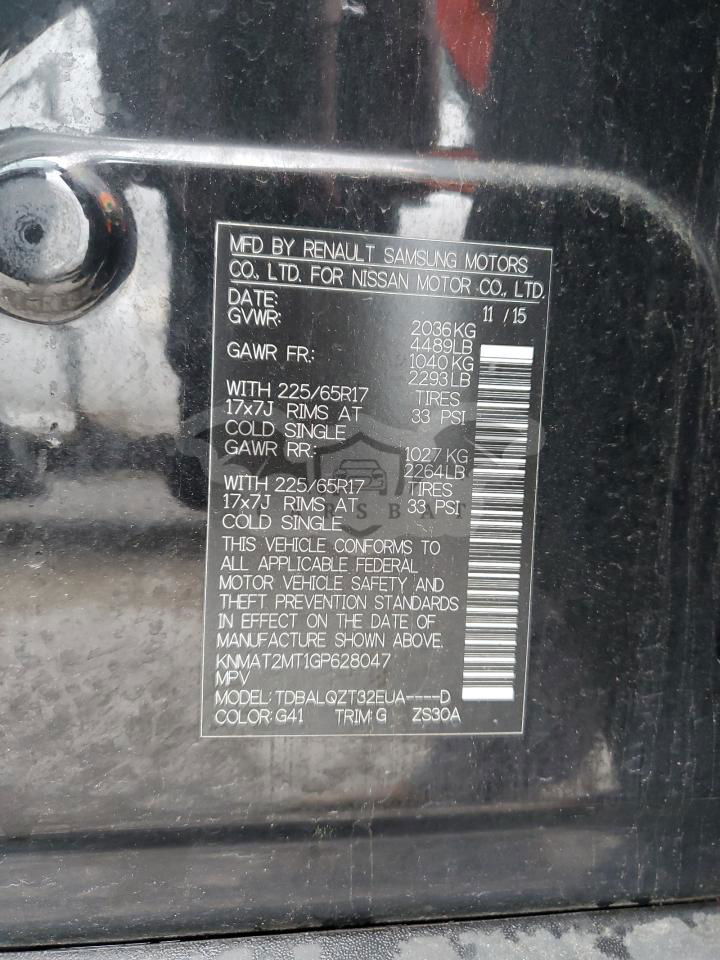 MFD BY RENAULT SAMSUNG MOTORS
CO., LTD. FOR NISSAN MOTOR CO., LTD.
DATE: 11 / 15
GVWR: 2036 KG
4489LB
GAWR FR.: 1040 KG
2293 LB
WITH 225/65R17 TIRES
17x7J RIMS AT 33 PSI
COLD SINGLE
GAWR RR.: 1027 KG
2264LB
WITH 225/65R17 TIRES
17x7J RIMS AT 33 PSI
COLD SINGLE
THIS VEHICLE CONFORMS TO
ALL APPLICABLE FEDERAL
MOTOR VEHICLE SAFETY AND
THEFT PREVENTION STANDARDS
IN EFFECT ON THE DATE OF
MANUFACTURE SHOWN ABOVE.
KNMAT2MT1GP628047
MPV
MODEL: TDBALQZT32EUA----D
COLOR: G41 TRIM: G ZS30A